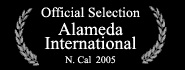 Official Selection
Alameda
International
N. Cal 2005